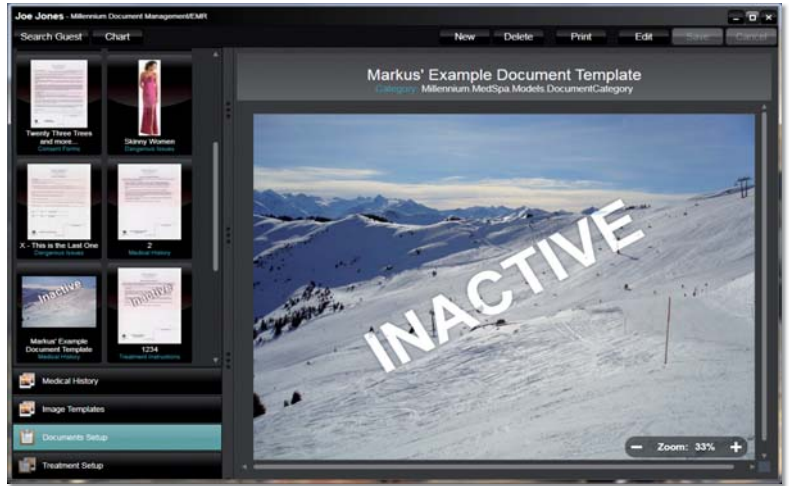 Joe Jones - Millennium Document Management/EMR
Search Guest Chart New Delete Print Edit Save Cancel
Markus' Example Document Template
Category: Millennium.MedSpa.Models.DocumentCategory
Twenty Three Trees
and more...
Consent Forms
Skinny Women
Dangerous Issues
X - This is the Last One
Dangerous Issues
2
Medical History
Inactive
Markus' Example
Document Template
Medical History
Inactive
1234
Treatment Instructions
INACTIVE
Medical History
Image Templates
Documents Setup
Treatment Setup
Zoom: 33%